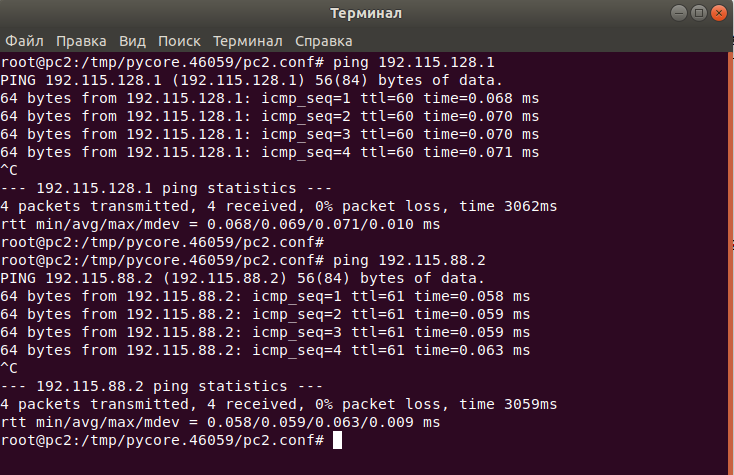 Терминал
Файл Правка Вид Поиск Терминал Справка
root@pc2:/tmp/pycore.46059/pc2.conf# ping 192.115.128.1
PING 192.115.128.1 (192.115.128.1) 56(84) bytes of data.
64 bytes from 192.115.128.1: icmp_seq=1 ttl=60 time=0.068 ms
64 bytes from 192.115.128.1: icmp_seq=2 ttl=60 time=0.070 ms
64 bytes from 192.115.128.1: icmp_seq=3 ttl=60 time=0.070 ms
64 bytes from 192.115.128.1: icmp_seq=4 ttl=60 time=0.071 ms
^C
--- 192.115.128.1 ping statistics ---
4 packets transmitted, 4 received, 0% packet loss, time 3062ms
rtt min/avg/max/mdev = 0.068/0.069/0.071/0.010 ms
root@pc2:/tmp/pycore.46059/pc2.conf#
root@pc2:/tmp/pycore.46059/pc2.conf# ping 192.115.88.2
PING 192.115.88.2 (192.115.88.2) 56(84) bytes of data.
64 bytes from 192.115.88.2: icmp_seq=1 ttl=61 time=0.058 ms
64 bytes from 192.115.88.2: icmp_seq=2 ttl=61 time=0.059 ms
64 bytes from 192.115.88.2: icmp_seq=3 ttl=61 time=0.059 ms
64 bytes from 192.115.88.2: icmp_seq=4 ttl=61 time=0.063 ms
^C
--- 192.115.88.2 ping statistics ---
4 packets transmitted, 4 received, 0% packet loss, time 3059ms
rtt min/avg/max/mdev = 0.058/0.059/0.063/0.009 ms
root@pc2:/tmp/pycore.46059/pc2.conf#